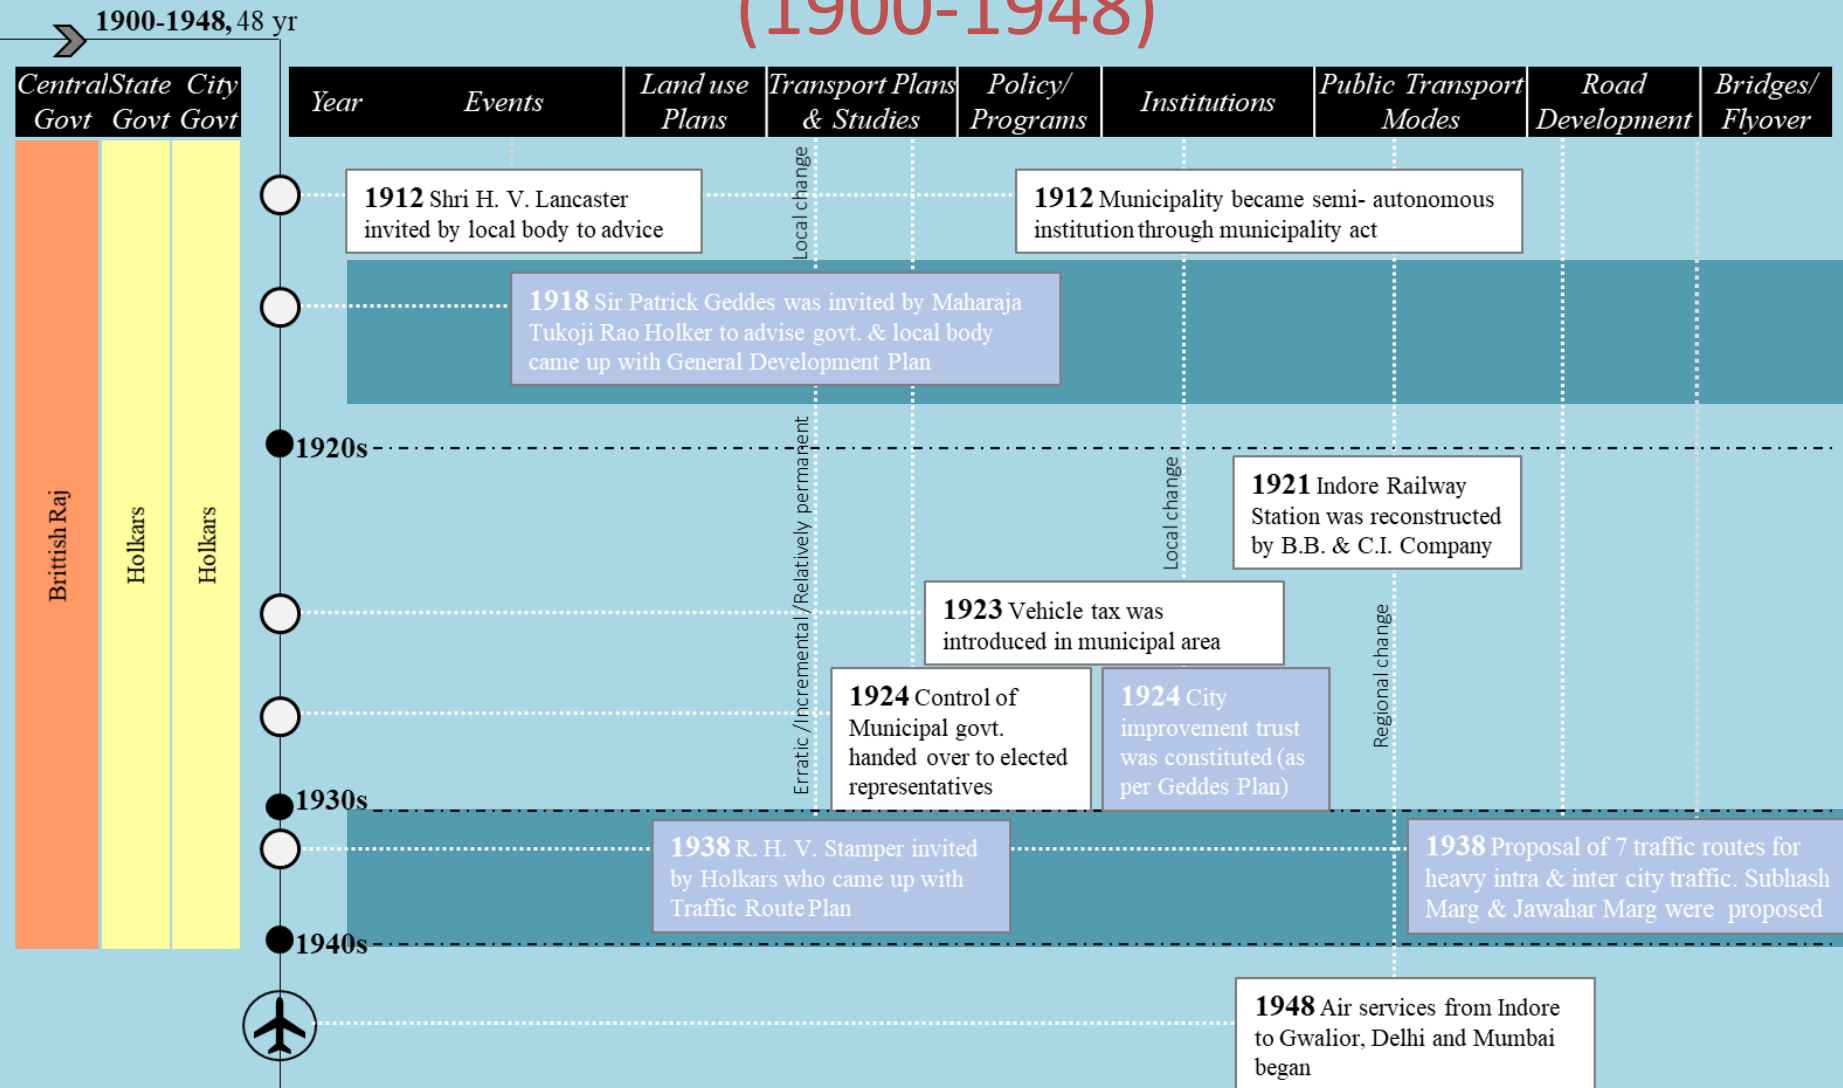 (1900-1948)
1900-1948, 48 yr
Central Govt
State Govt
City Govt
Year
Events
Land use Plans
Transport Plans & Studies
Policy/ Programs
Institutions
Public Transport Modes
Road Development
Bridges/ Flyover
British Raj
Holkars
Holkars
Local change
1912 Shri H. V. Lancaster
invited by local body to advice
1912 Municipality became semi- autonomous
institution through municipality act
1918 Sir Patrick Geddes was invited by Maharaja
Tukoji Rao Holker to advise govt. & local body
came up with General Development Plan
1920s
Erratic /Incremental /Relatively permanent
Local change
1921 Indore Railway
Station was reconstructed
by B.B. & C.I. Company
1923 Vehicle tax was
introduced in municipal area
Regional change
1924 Control of
Municipal govt.
handed over to elected
representatives
1924 City
improvement trust
was constituted (as
per Geddes Plan)
1930s
1938 R. H. V. Stamper invited
by Holkars who came up with
Traffic Route Plan
1938 Proposal of 7 traffic routes for
heavy intra & inter city traffic. Subhash
Marg & Jawahar Marg were proposed
1940s
1948 Air services from Indore
to Gwalior, Delhi and Mumbai
began